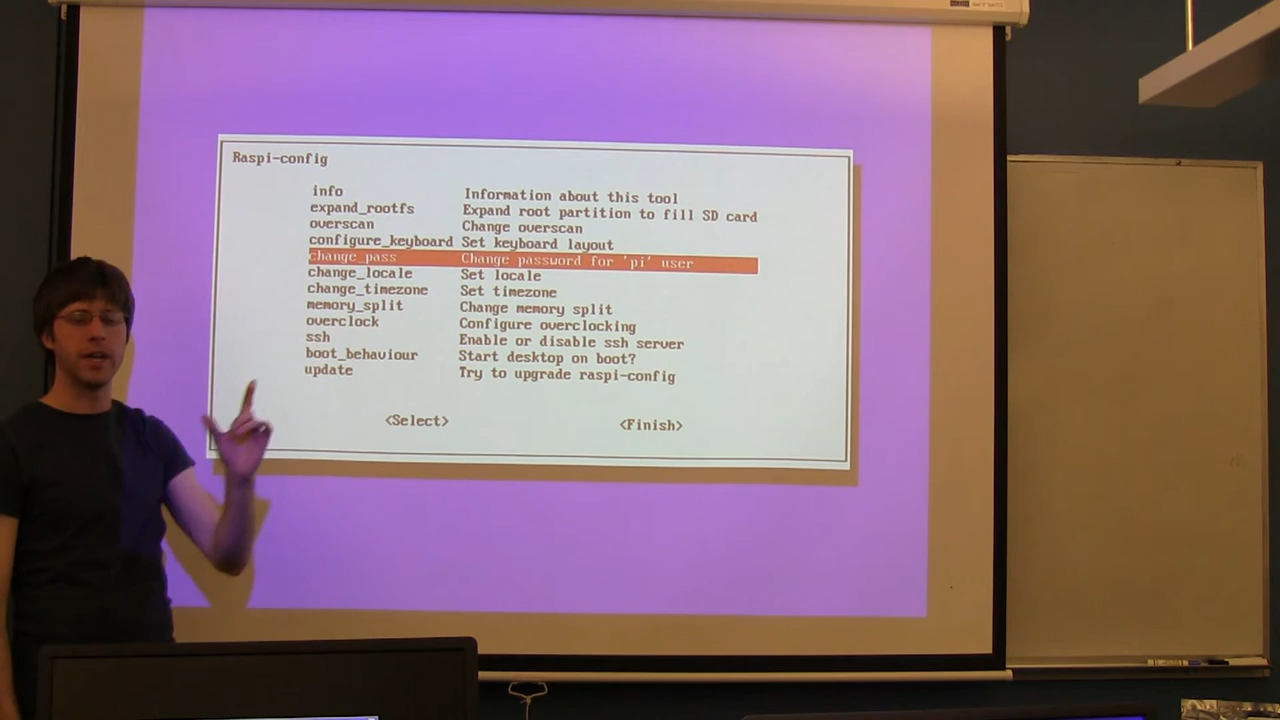 Raspi-config
info Information about this tool
expand_rootfs Expand root partition to fill SD card
overscan Change overscan
configure_keyboard Set keyboard layout
change_pass Change password for 'pi' user
change_locale Set locale
change_timezone Set timezone
memory_split Change memory split
overclock Configure overclocking
ssh Enable or disable ssh server
boot_behaviour Start desktop on boot?
update Try to upgrade raspi-config
<Select> <Finish>